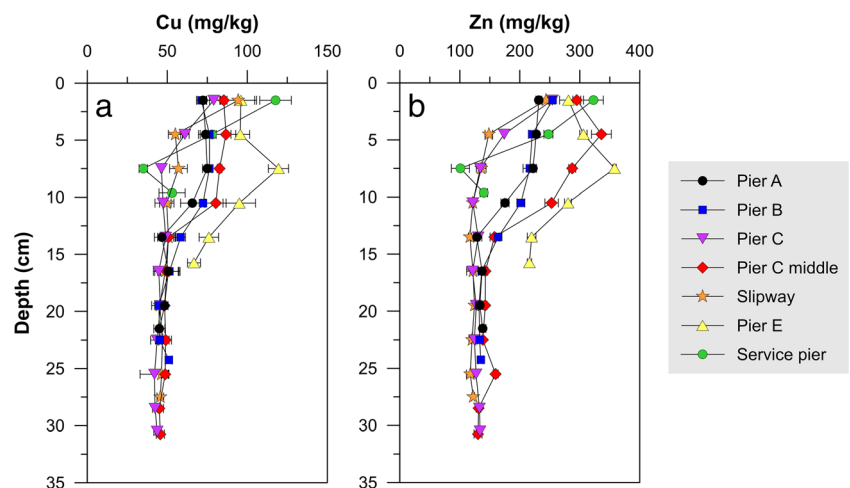 Cu (mg/kg)
0 50 100 150
Zn (mg/kg)
0 100 200 300 400
Depth (cm)
0
5
10
15
20
25
30
35
a
0
5
10
15
20
25
30
35
b
Pier A
Pier B
Pier C
Pier C middle
Slipway
Pier E
Service pier